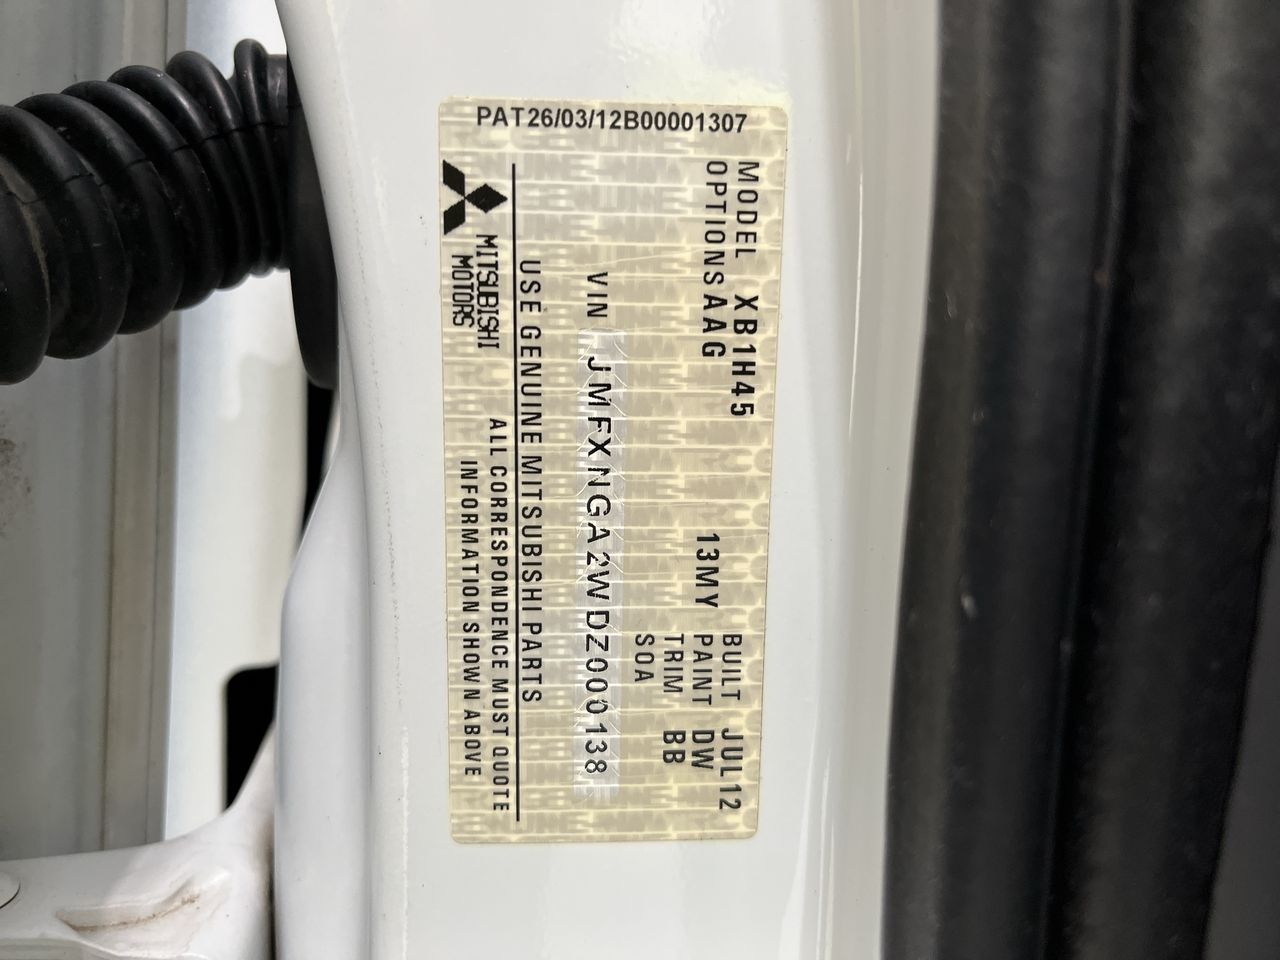 PAT26/03/12B00001307
MODEL XB1H45
OPTIONS AAG
13MY
BUILT JUL12
PAINT DW
TRIM BB
SOA
VIN JMFXNGA2WDZ000138
USE GENUINE MITSUBISHI PARTS
MITSUBISHI
MOTORS
ALL CORRESPONDENCE MUST QUOTE
INFORMATION SHOWN ABOVE